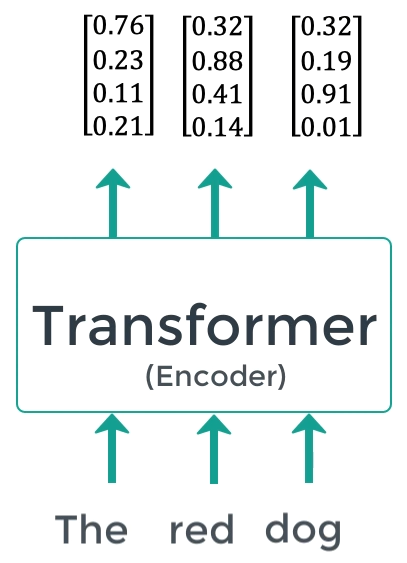 [0.76] [0.32] [0.32]
[0.23] [0.88] [0.19]
[0.11] [0.41] [0.91]
[0.21] [0.14] [0.01]
Transformer
(Encoder)
The red dog